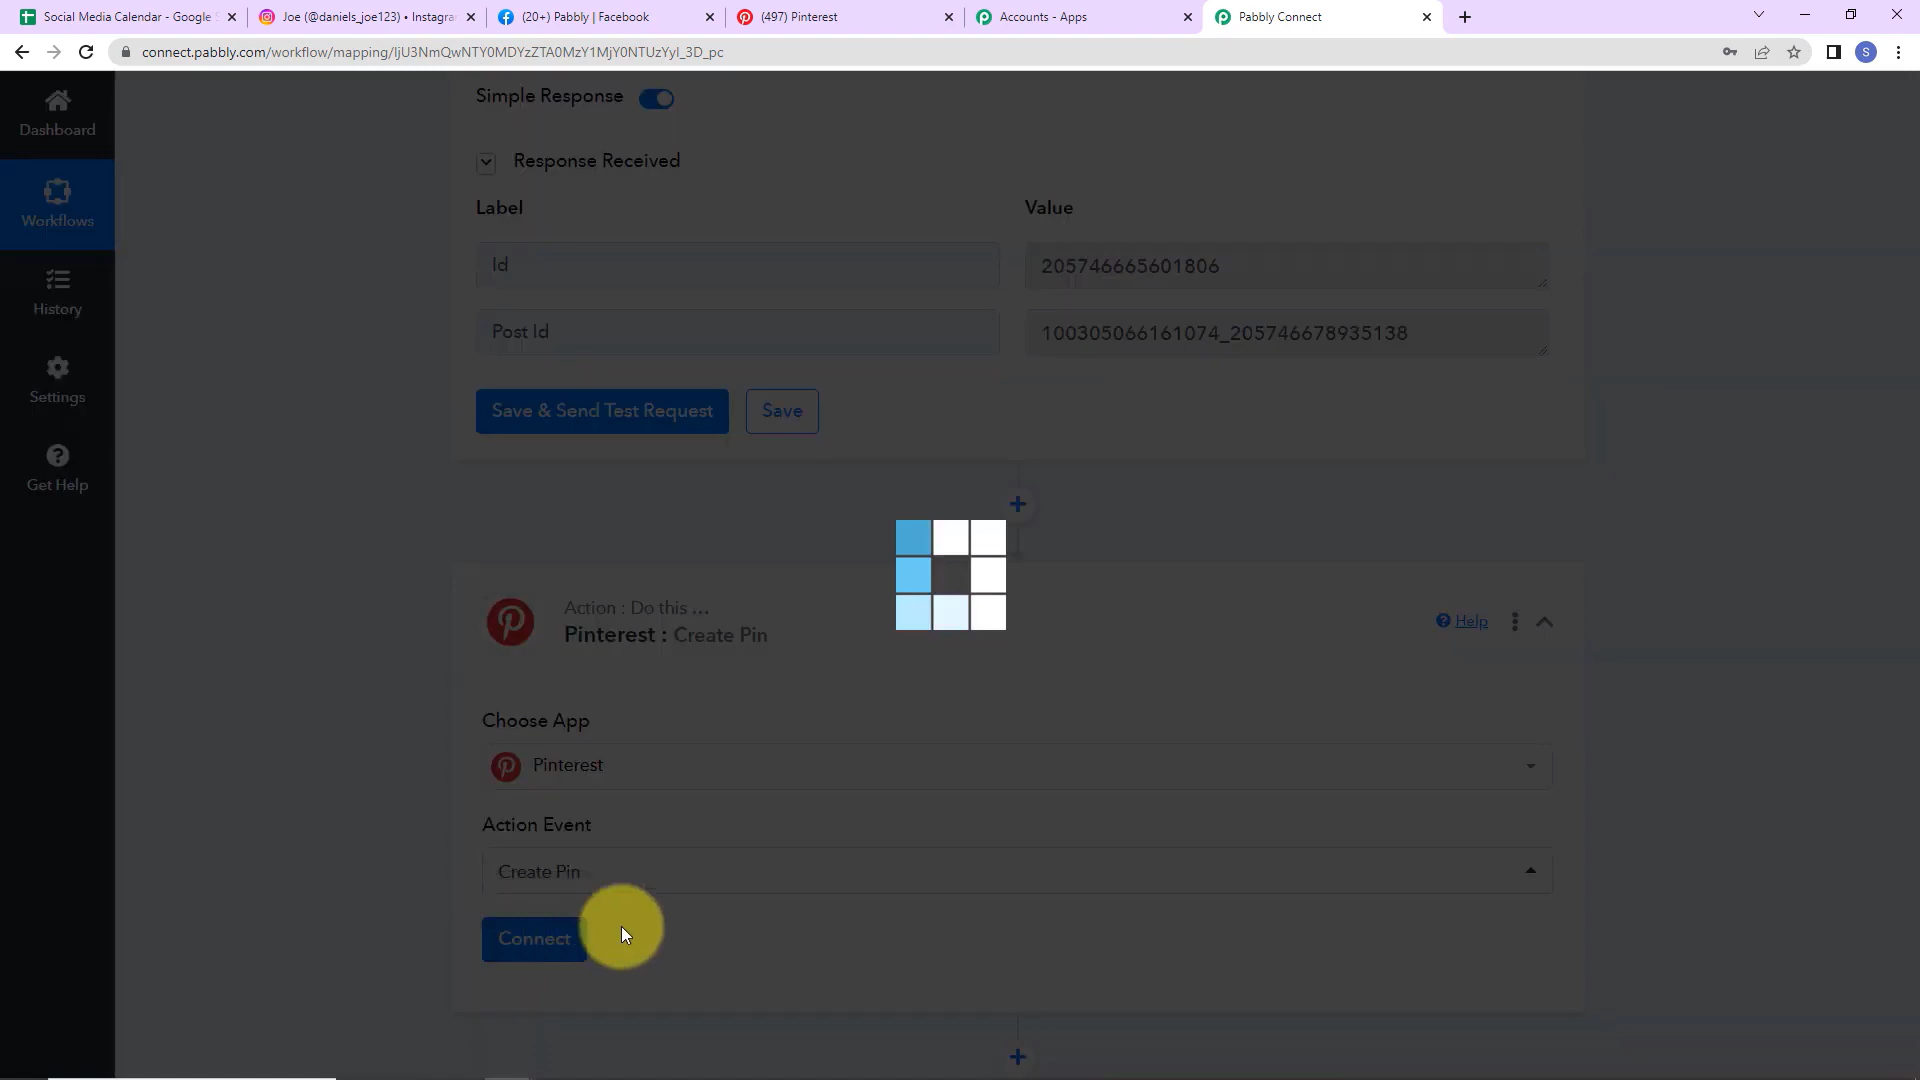 Social Media Calendar - Google S
Joe (@daniels_joe123) • Instagra
(20+) Pabbly | Facebook
(497) Pinterest
Accounts - Apps
Pabbly Connect
connect.pabbly.com/workflow/mapping/IjU3NmQwNTY0MDYzZTA0MzY1MjY0NTUzYyI_3D_pc
S
Dashboard
Workflows
History
Settings
Get Help
Simple Response
Response Received
Label Value
Id 205746665601806
Post Id 100305066161074_205746678935138
Save & Send Test Request Save
Action : Do this ...
Pinterest : Create Pin
Help
Choose App
Pinterest
Action Event
Create Pin
Connect